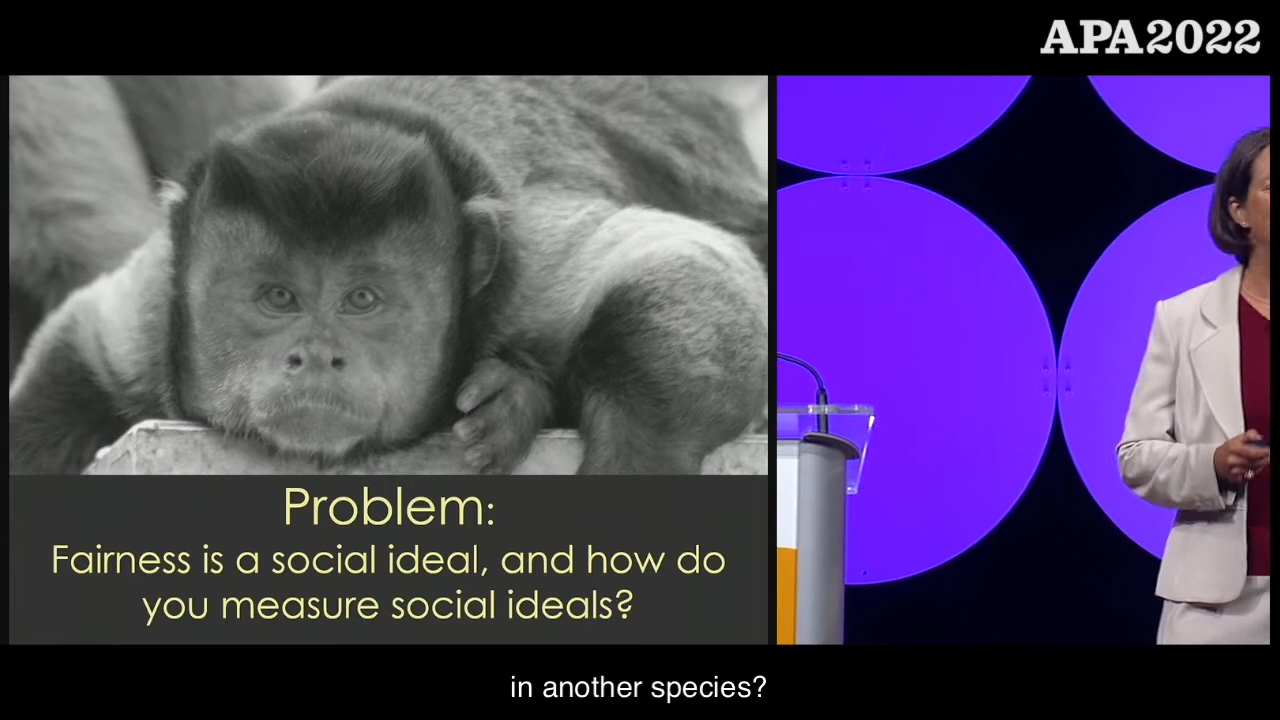 APA2022
Problem:
Fairness is a social ideal, and how do
you measure social ideals?
in another species?